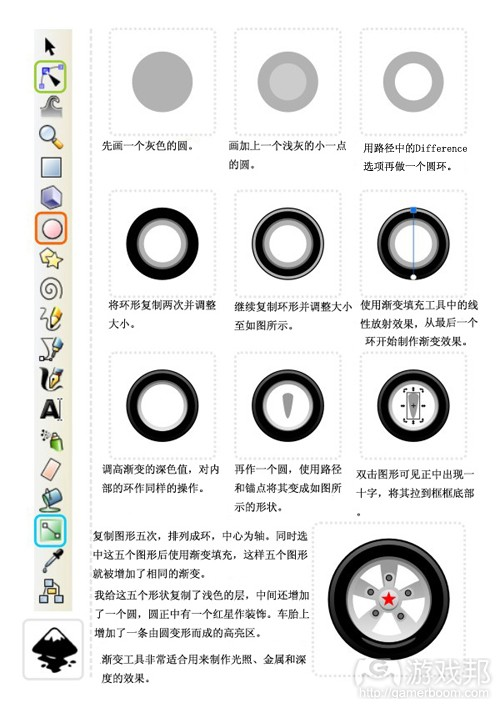 先画一个灰色的圆。
画加上一个浅灰的小一点
的圆。
用路径中的Difference
选项再做一个圆环。
将环形复制两次并调整
大小。
继续复制环形并调整大小
至如图所示。
使用渐变填充工具中的线
性放射效果，从最后一个
环开始制作渐变效果。
调高渐变的深色值，对内
部的环作同样的操作。
再作一个圆，使用路径
和锚点将其变成如图所
示的形状。
双击图形可见正中出现一
十字，将其拉到框框底部
。
复制图形五次，排列成环，中心为轴。同时选
中这五个图形后使用渐变填充，这样五个图形
就被增加了相同的渐变。
我给这五个形状复制了浅色的层，中间还增加
了一个圆，圆正中有一个红星作装饰。车胎上
增加了一条由圆变形而成的高亮区。
渐变工具非常适合用来制作光照、金属和深
度的效果。
游戏邦
http://gamerboom.com